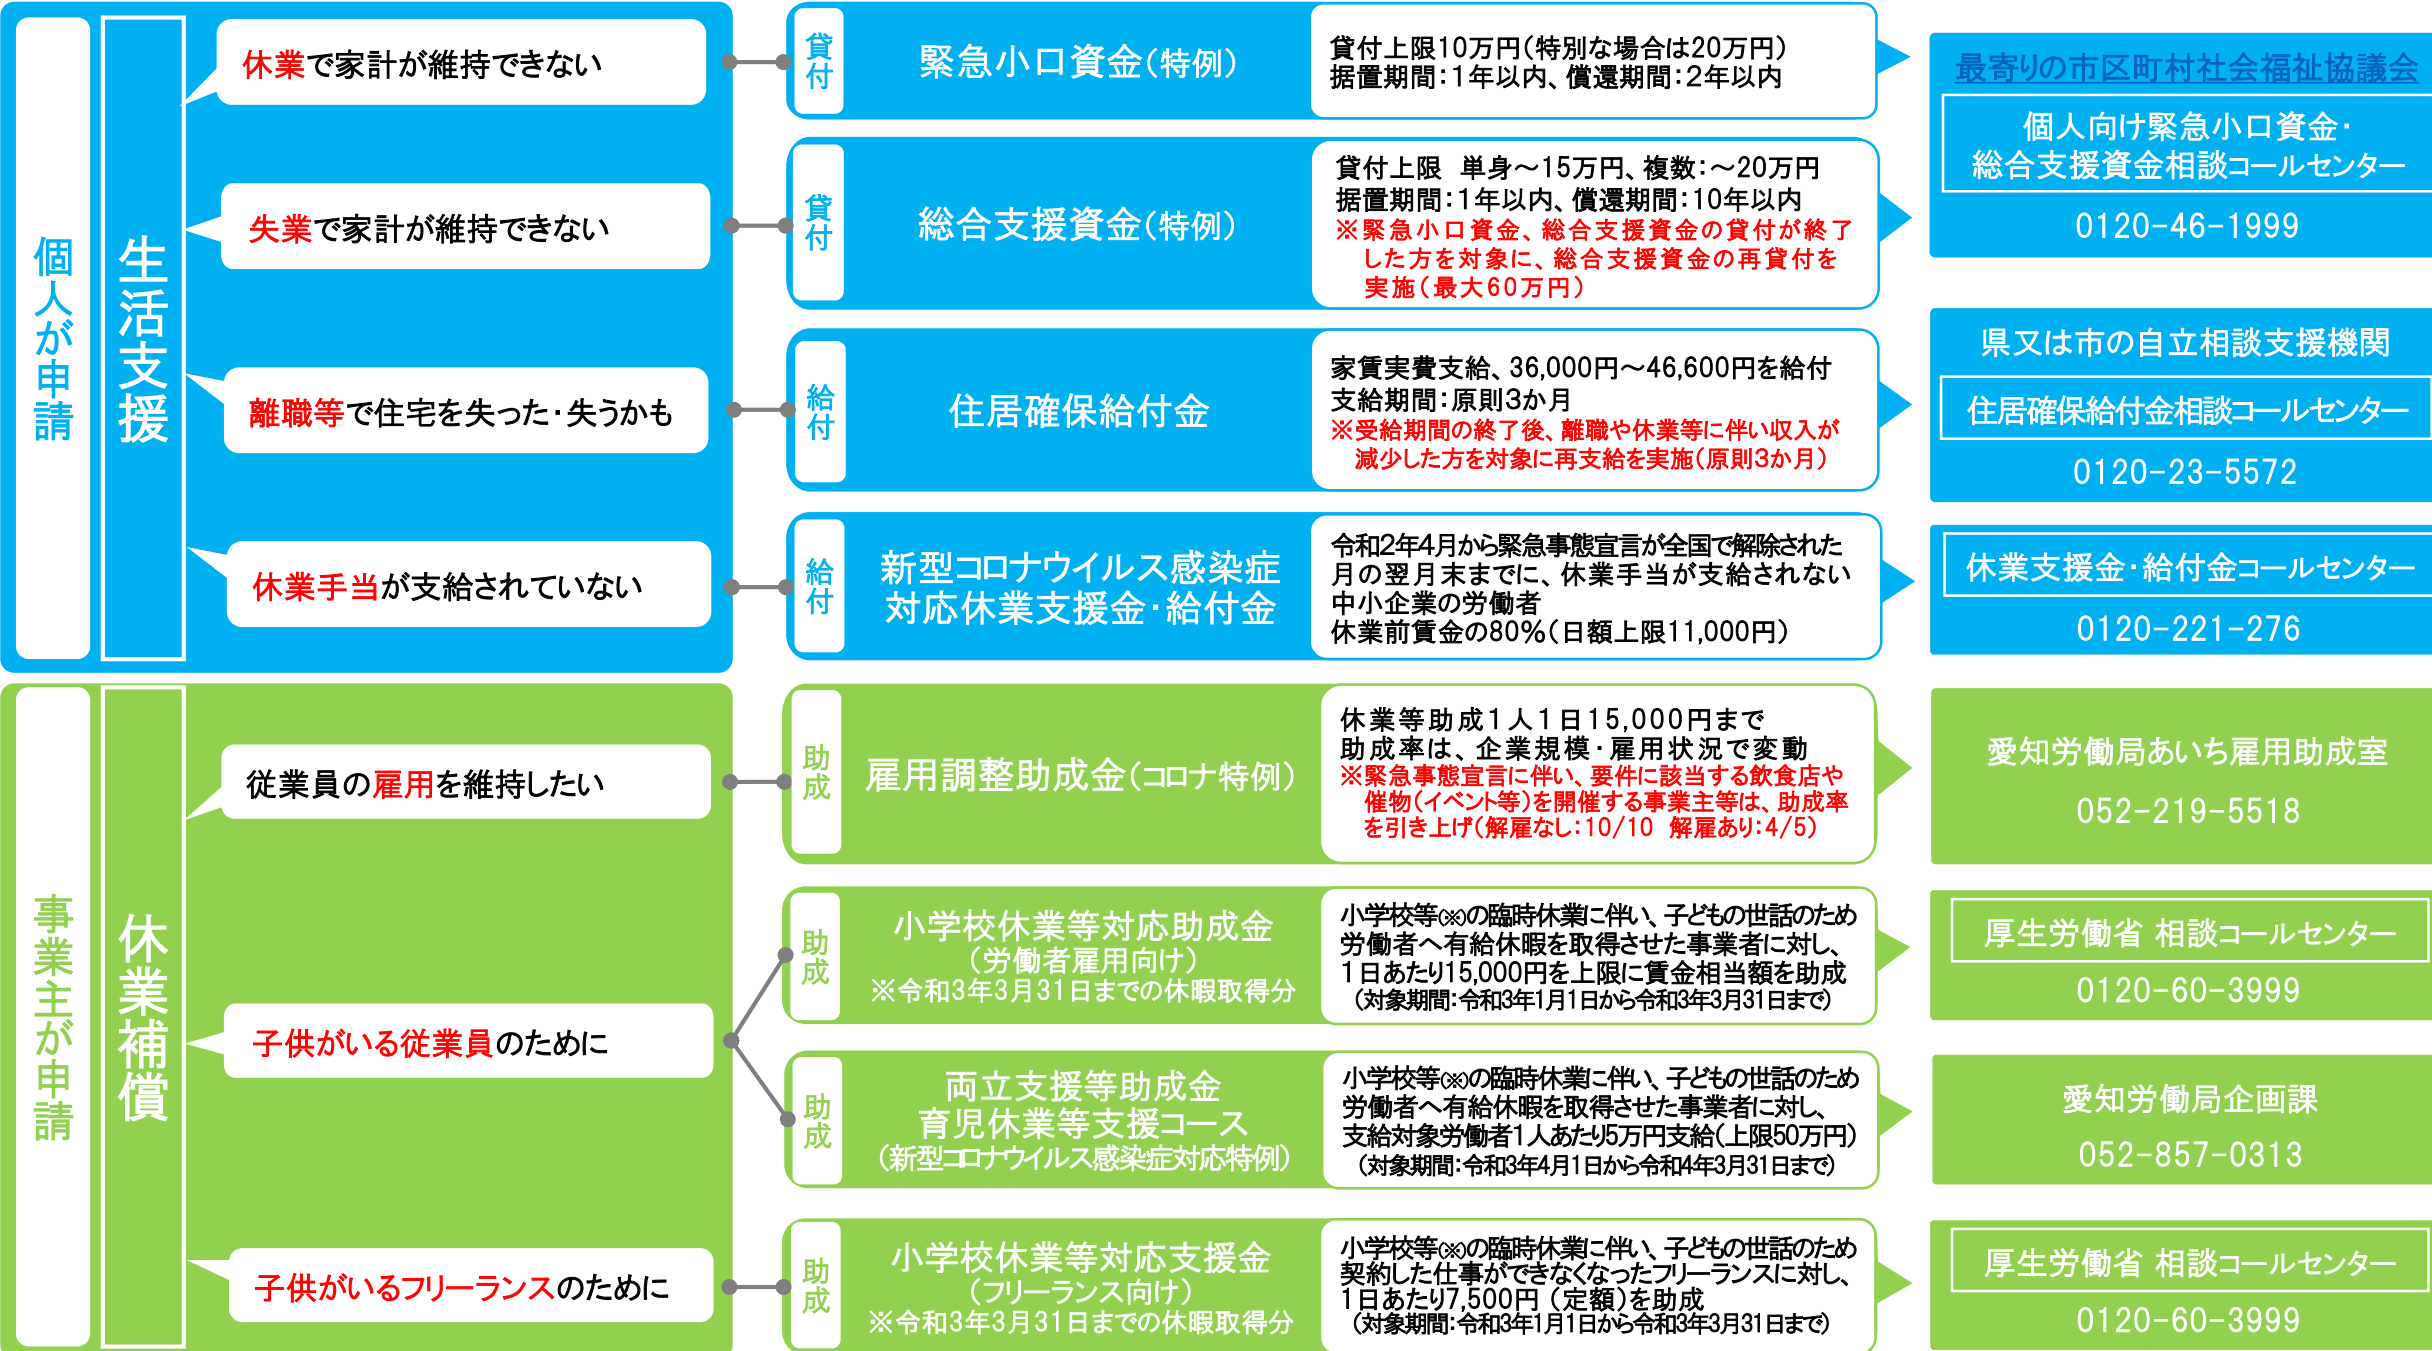 個人が申請
生活支援
休業で家計が維持できない
貸付
緊急小口資金(特例)
貸付上限10万円(特別な場合は20万円)
据置期間:1年以内、償還期間:2年以内
最寄りの市区町村社会福祉協議会
個人向け緊急小口資金・
総合支援資金相談コールセンター
0120-46-1999
失業で家計が維持できない
貸付
総合支援資金(特例)
貸付上限 単身~15万円、複数:~20万円
据置期間:1年以内、償還期間:10年以内
※緊急小口資金、総合支援資金の貸付が終了
した方を対象に、総合支援資金の再貸付を
実施(最大60万円)
離職等で住宅を失った・失うかも
給付
住居確保給付金
家賃実費支給、36,000円~46,600円を給付
支給期間:原則3か月
※受給期間の終了後、離職や休業等に伴い収入が
減少した方を対象に再支給を実施(原則3か月)
県又は市の自立相談支援機関
住居確保給付金相談コールセンター
0120-23-5572
休業手当が支給されていない
給付
新型コロナウイルス感染症
対応休業支援金・給付金
令和2年4月から緊急事態宣言が全国で解除された
月の翌月末までに、休業手当が支給されない
中小企業の労働者
休業前賃金の80%(日額上限11,000円)
休業支援金・給付金コールセンター
0120-221-276
事業主が申請
休業補償
従業員の雇用を維持したい
助成
雇用調整助成金(コロナ特例)
休業等助成1人1日15,000円まで
助成率は、企業規模・雇用状況で変動
※緊急事態宣言に伴い、要件に該当する飲食店や
催物(イベント等)を開催する事業主等は、助成率
を引き上げ(解雇なし:10/10 解雇あり:4/5)
愛知労働局あいち雇用助成室
052-219-5518
子供がいる従業員のために
助成
小学校休業等対応助成金
(労働者雇用向け)
※令和3年3月31日までの休暇取得分
小学校等(※)の臨時休業に伴い、子どもの世話のため
労働者へ有給休暇を取得させた事業者に対し、
1日あたり15,000円を上限に賃金相当額を助成
(対象期間:令和3年1月1日から令和3年3月31日まで)
厚生労働省 相談コールセンター
0120-60-3999
助成
両立支援等助成金
育児休業等支援コース
(新型コロナウイルス感染症対応特例)
小学校等(※)の臨時休業に伴い、子どもの世話のため
労働者へ有給休暇を取得させた事業者に対し、
支給対象労働者1人あたり5万円支給(上限50万円)
(対象期間:令和3年4月1日から令和4年3月31日まで)
愛知労働局企画課
052-857-0313
子供がいるフリーランスのために
助成
小学校休業等対応支援金
(フリーランス向け)
※令和3年3月31日までの休暇取得分
小学校等(※)の臨時休業に伴い、子どもの世話のため
契約した仕事ができなくなったフリーランスに対し、
1日あたり7,500円(定額)を助成
(対象期間:令和3年1月1日から令和3年3月31日まで)
厚生労働省 相談コールセンター
0120-60-3999